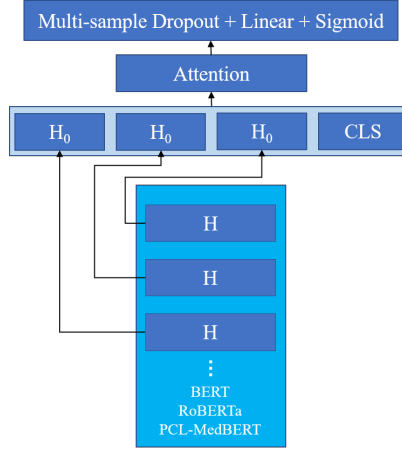 Multi-sample Dropout + Linear + Sigmoid
Attention
H₀ H₀ H₀ CLS
H
H
H
⋮
BERT
RoBERTa
PCL-MedBERT